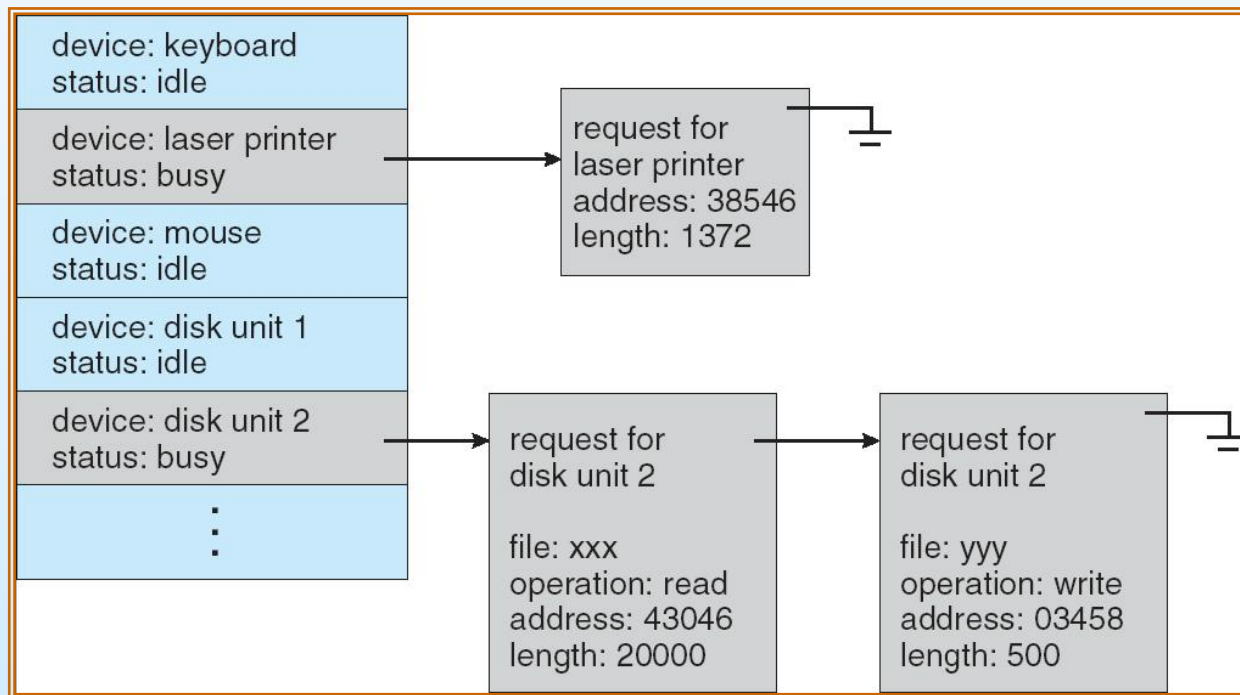 device: keyboard
status: idle
device: laser printer
status: busy
device: mouse
status: idle
device: disk unit 1
status: idle
device: disk unit 2
status: busy
request for
laser printer
address: 38546
length: 1372
request for
disk unit 2
file: xxx
operation: read
address: 43046
length: 20000
request for
disk unit 2
file: yyy
operation: write
address: 03458
length: 500